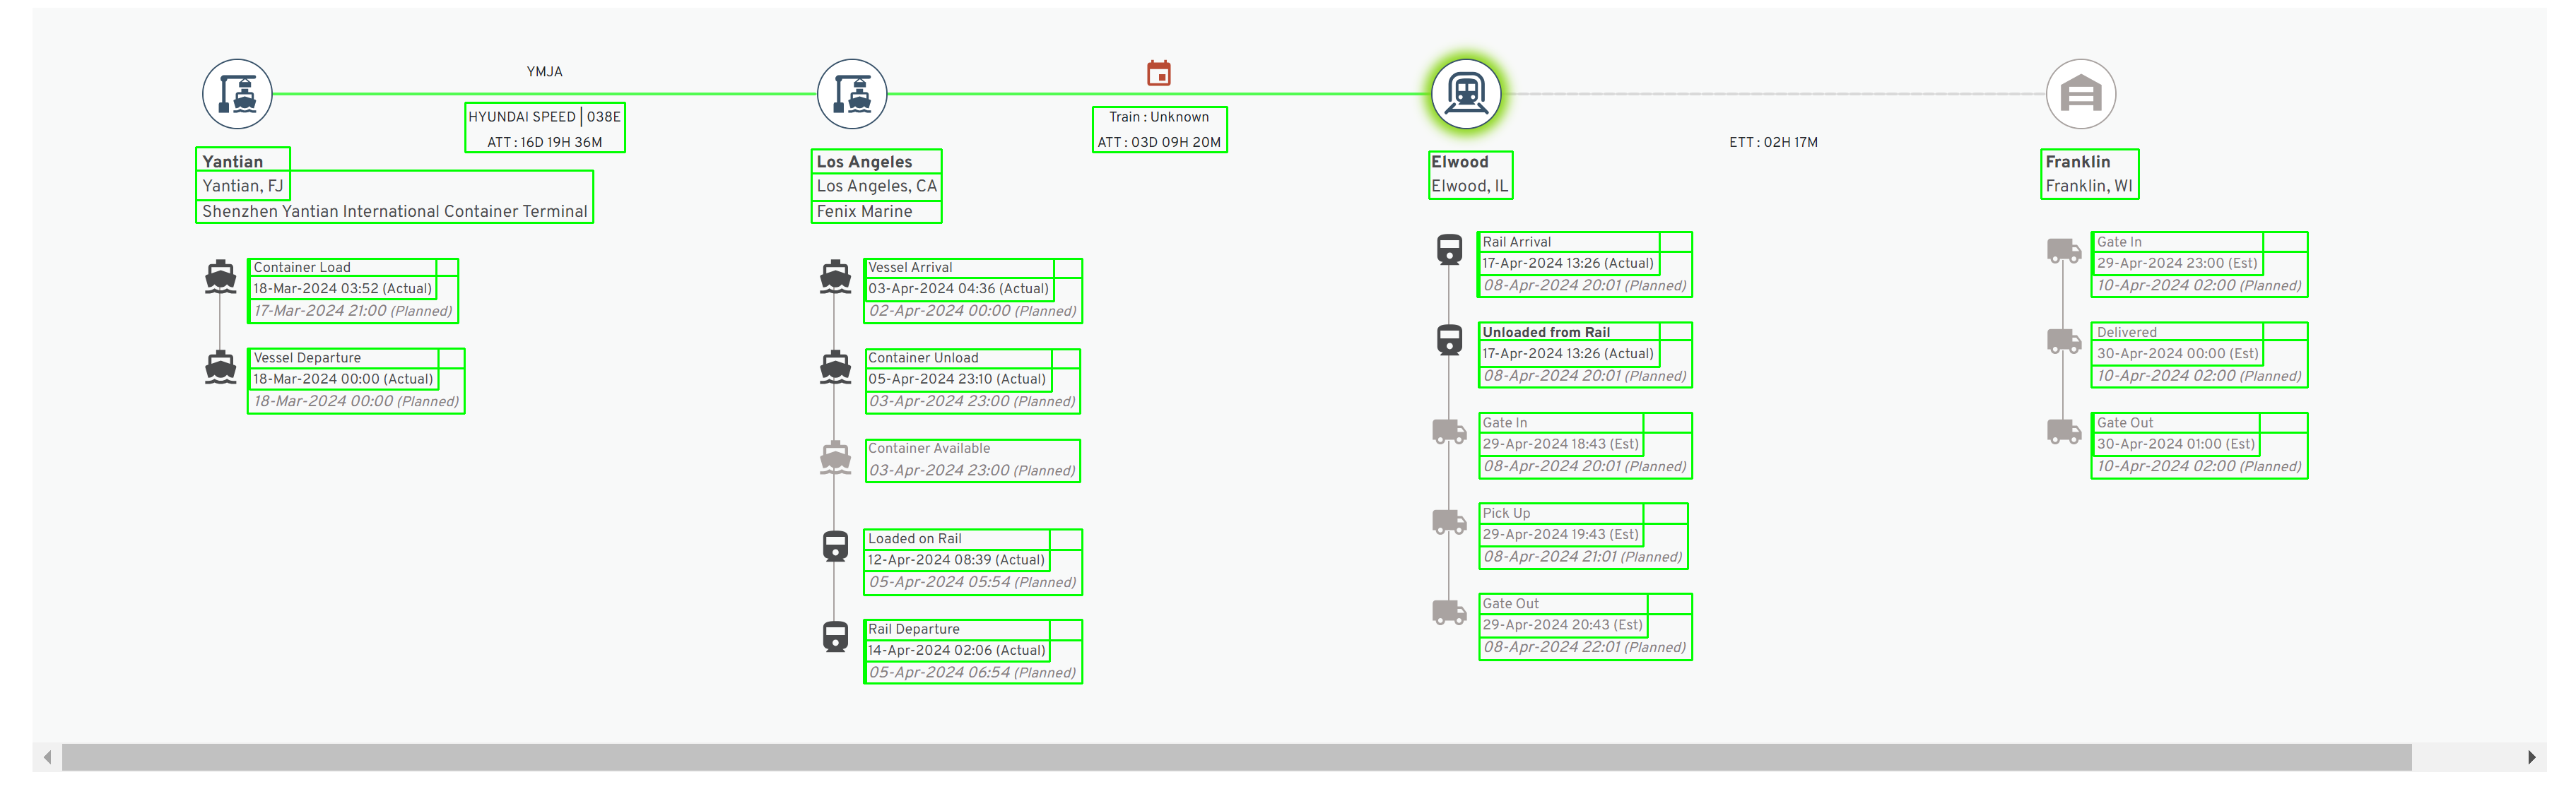 YMJA
HYUNDAI SPEED | 038E
ATT : 16D 19H 36M
Train : Unknown
ATT : 03D 09H 20M
ETT : 02H 17M
Yantian
Yantian, FJ
Shenzhen Yantian International Container Terminal
Container Load
18-Mar-2024 03:52 (Actual)
17-Mar-2024 21:00 (Planned)
Vessel Departure
18-Mar-2024 00:00 (Actual)
18-Mar-2024 00:00 (Planned)
Los Angeles
Los Angeles, CA
Fenix Marine
Vessel Arrival
03-Apr-2024 04:36 (Actual)
02-Apr-2024 00:00 (Planned)
Container Unload
05-Apr-2024 23:10 (Actual)
03-Apr-2024 23:00 (Planned)
Container Available
03-Apr-2024 23:00 (Planned)
Loaded on Rail
12-Apr-2024 08:39 (Actual)
05-Apr-2024 05:54 (Planned)
Rail Departure
14-Apr-2024 02:06 (Actual)
05-Apr-2024 06:54 (Planned)
Elwood
Elwood, IL
Rail Arrival
17-Apr-2024 13:26 (Actual)
08-Apr-2024 20:01 (Planned)
Unloaded from Rail
17-Apr-2024 13:26 (Actual)
08-Apr-2024 20:01 (Planned)
Gate In
29-Apr-2024 18:43 (Est)
08-Apr-2024 20:01 (Planned)
Pick Up
29-Apr-2024 19:43 (Est)
08-Apr-2024 21:01 (Planned)
Gate Out
29-Apr-2024 20:43 (Est)
08-Apr-2024 22:01 (Planned)
Franklin
Franklin, WI
Gate In
29-Apr-2024 23:00 (Est)
10-Apr-2024 02:00 (Planned)
Delivered
30-Apr-2024 00:00 (Est)
10-Apr-2024 02:00 (Planned)
Gate Out
30-Apr-2024 01:00 (Est)
10-Apr-2024 02:00 (Planned)